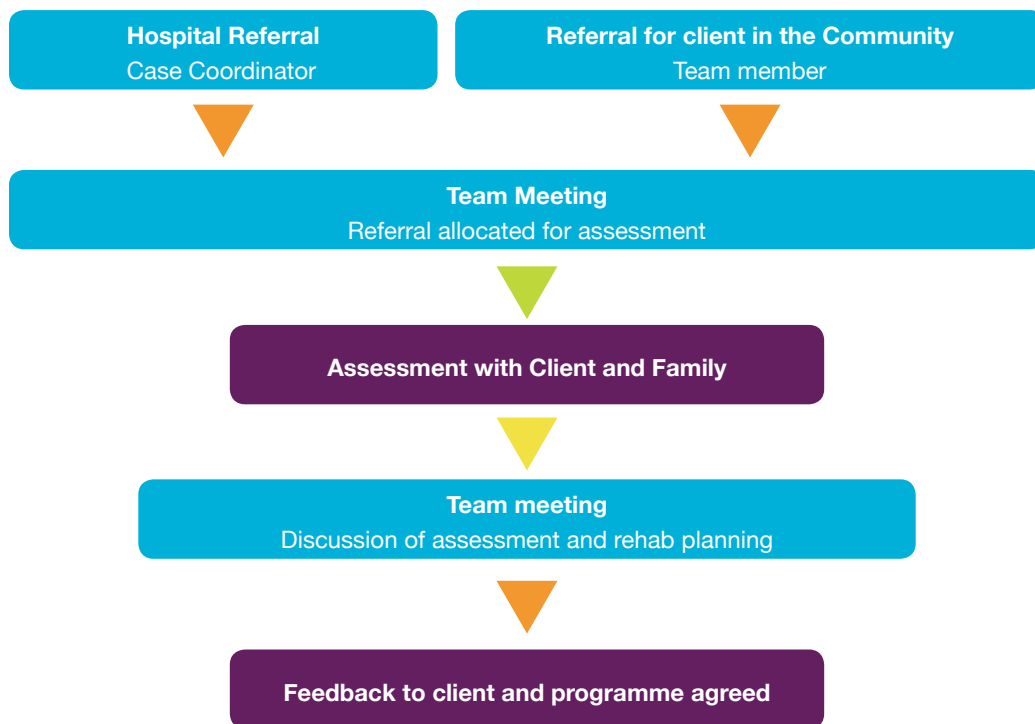 Hospital Referral
Case Coordinator
Referral for client in the Community
Team member
Team Meeting
Referral allocated for assessment
Assessment with Client and Family
Team meeting
Discussion of assessment and rehab planning
Feedback to client and programme agreed